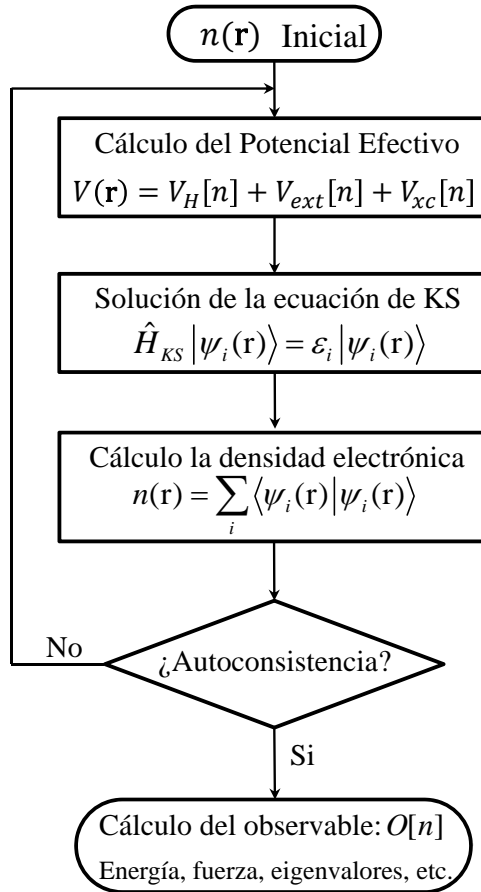 n(r) Inicial
Cálculo del Potencial Efectivo
V(r) = V_H[n] + V_ext[n] + V_xc[n]
Solución de la ecuación de KS
Ĥ_KS |ψ_i(r)⟩ = ε_i |ψ_i(r)⟩
Cálculo la densidad electrónica
n(r) = ∑_i ⟨ψ_i(r)|ψ_i(r)⟩
No
¿Autoconsistencia?
Si
Cálculo del observable: O[n]
Energía, fuerza, eigenvalores, etc.